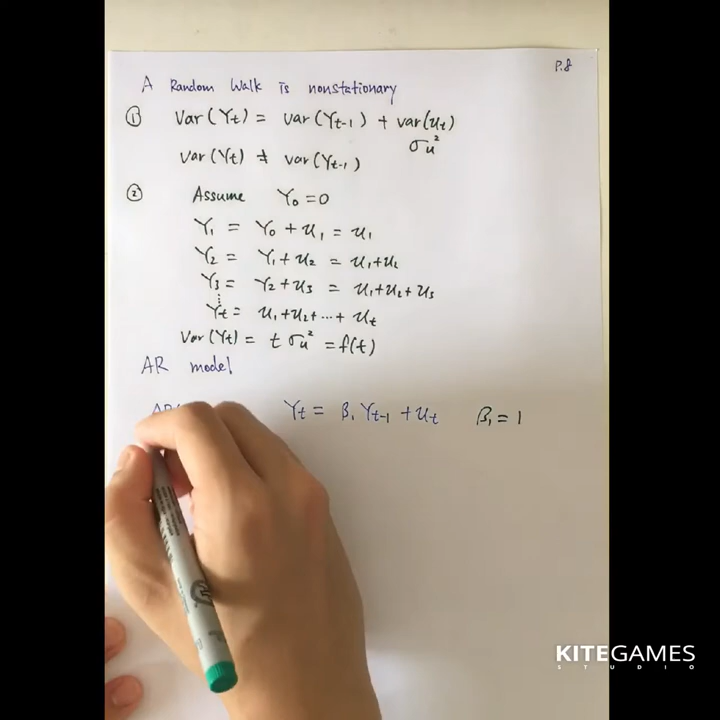 P.8
A Random Walk is nonstationary
① Var(Yt) = var(Yt-1) + var(ut)
σu²
var(Yt) ≠ var(Yt-1)
② Assume Y₀ = 0
Y₁ = Y₀ + u₁ = u₁
Y₂ = Y₁ + u₂ = u₁ + u₂
Y₃ = Y₂ + u₃ = u₁ + u₂ + u₃
⋮
Yt = u₁ + u₂ + ⋯ + ut
Var(Yt) = t σu² = f(t)
AR model
Yt = β₁ Yt-1 + ut β₁ = 1
KITEGAMES
STUDIO